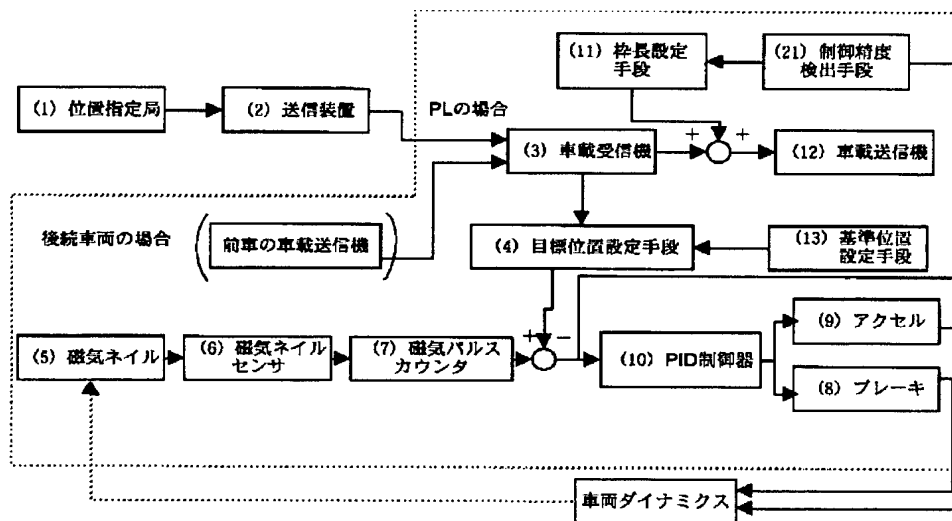 (11) 枠長設定
手段
(21) 制御精度
検出手段
(1) 位置指定局
(2) 送信装置
PLの場合
(3) 車載受信機
+
+
(12) 車載送信機
後続車両の場合
(前車の車載送信機)
(4) 目標位置設定手段
(13) 基準位置
設定手段
+
−
(5) 磁気ネイル
(6) 磁気ネイル
センサ
(7) 磁気パルス
カウンタ
(10) PID制御器
(9) アクセル
(8) ブレーキ
車両ダイナミクス